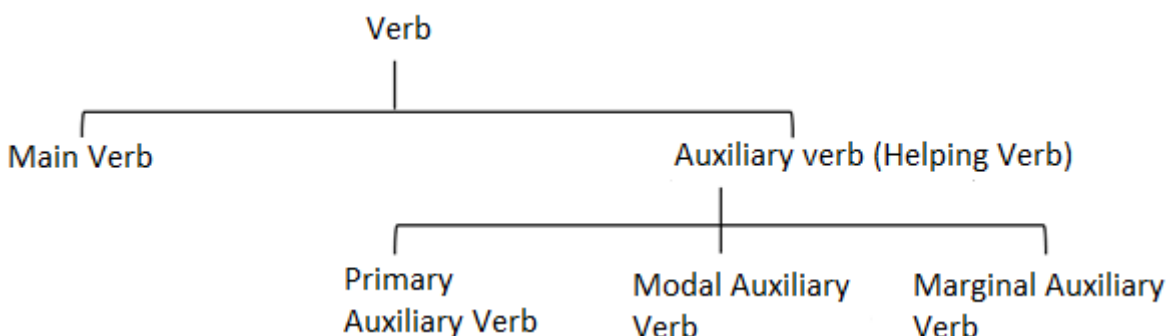 Verb
Main Verb
Auxiliary verb (Helping Verb)
Primary
Auxiliary Verb
Modal Auxiliary
Verb
Marginal Auxiliary
Verb